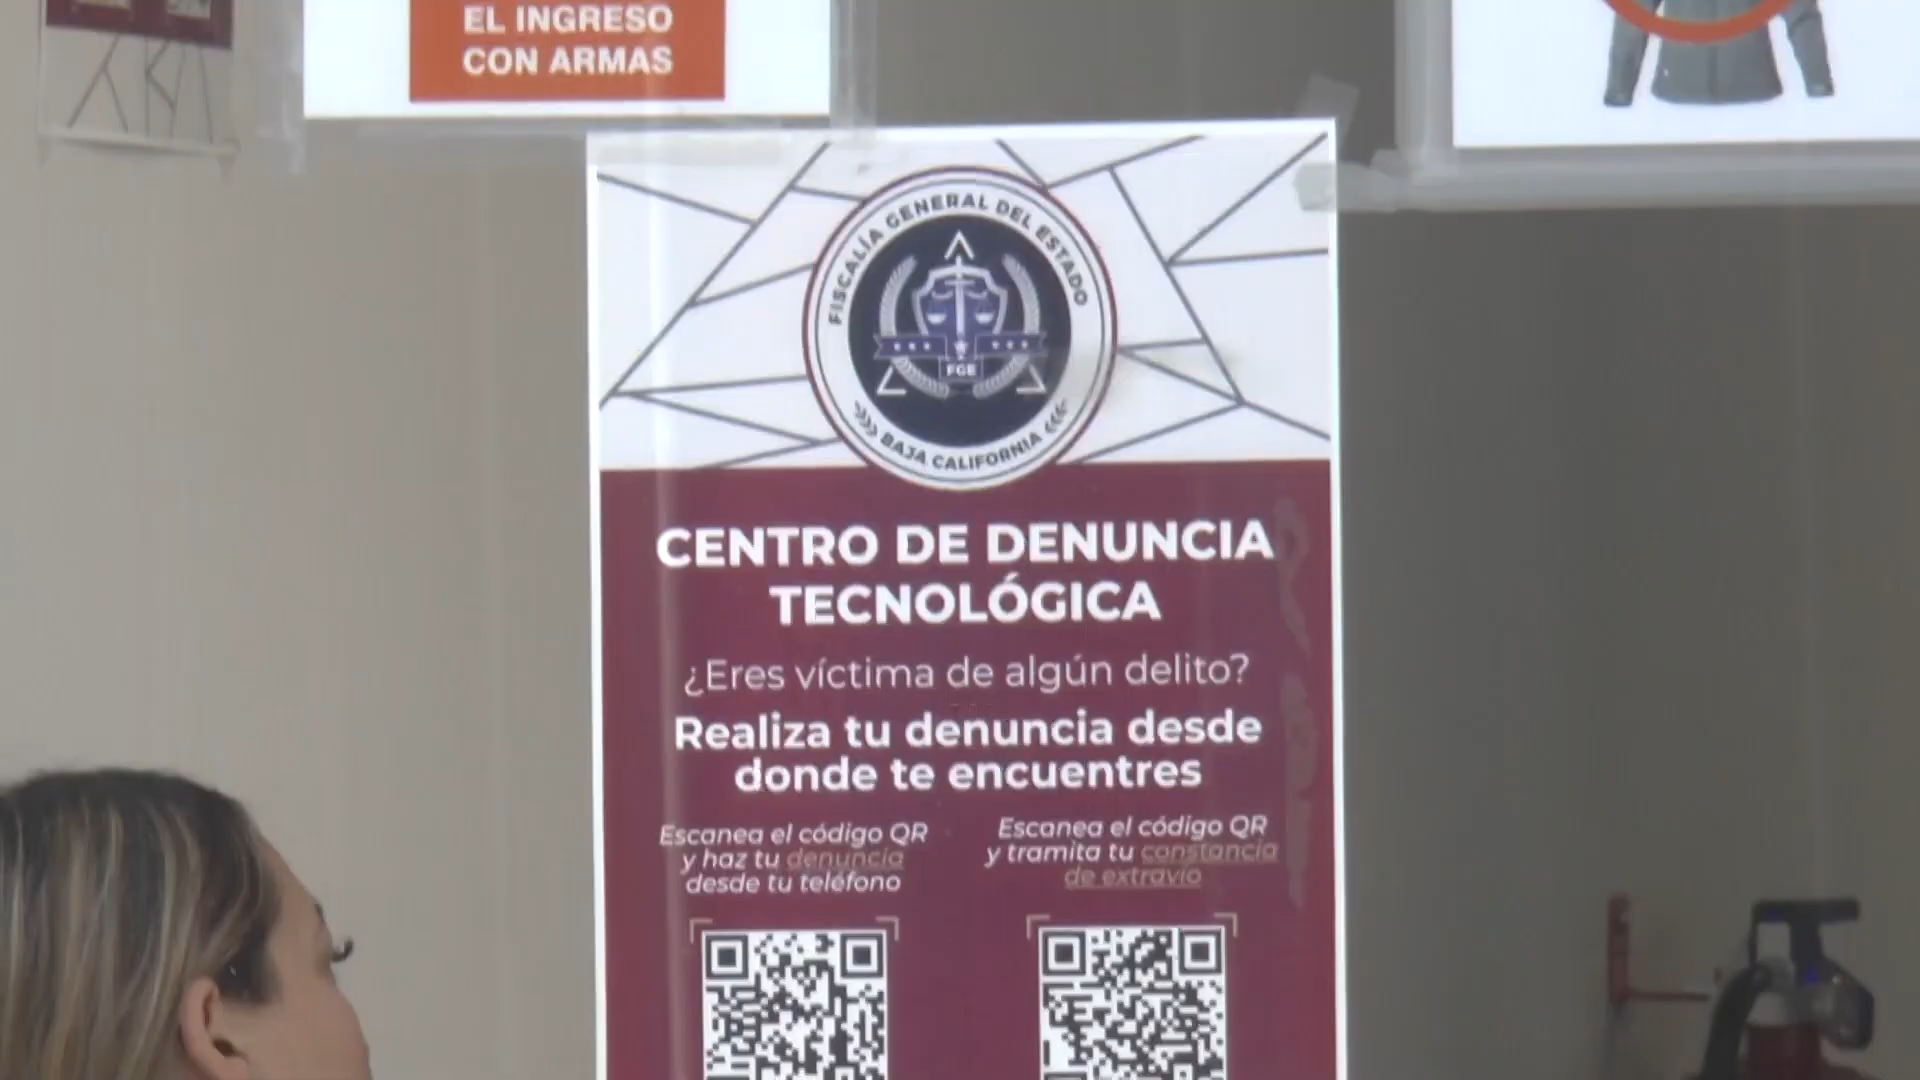 EL INGRESO
CON ARMAS
FISCALÍA GENERAL DEL ESTADO
FGE
BAJA CALIFORNIA
CENTRO DE DENUNCIA
TECNOLÓGICA
¿Eres víctima de algún delito?
Realiza tu denuncia desde
donde te encuentres
Escanea el código QR
y haz tu denuncia
desde tu teléfono
Escanea el código QR
y tramita tu constancia
de extravío